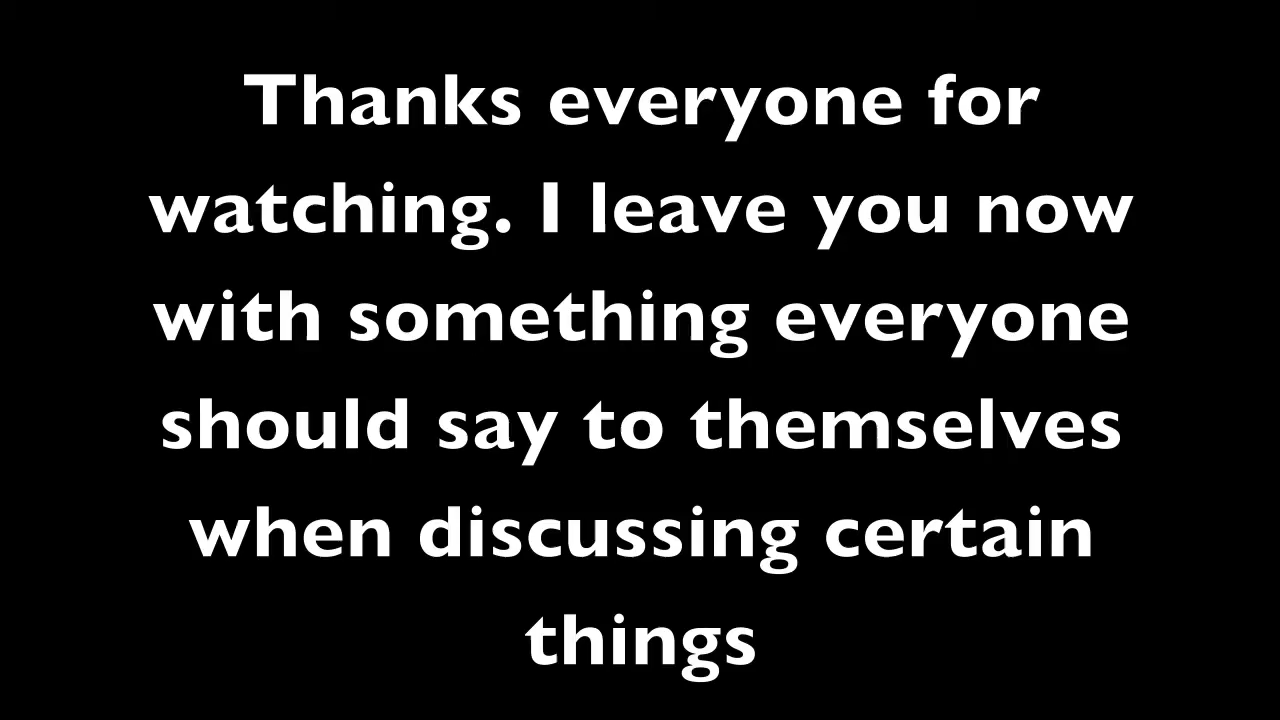 Thanks everyone for
watching. I leave you now
with something everyone
should say to themselves
when discussing certain
things